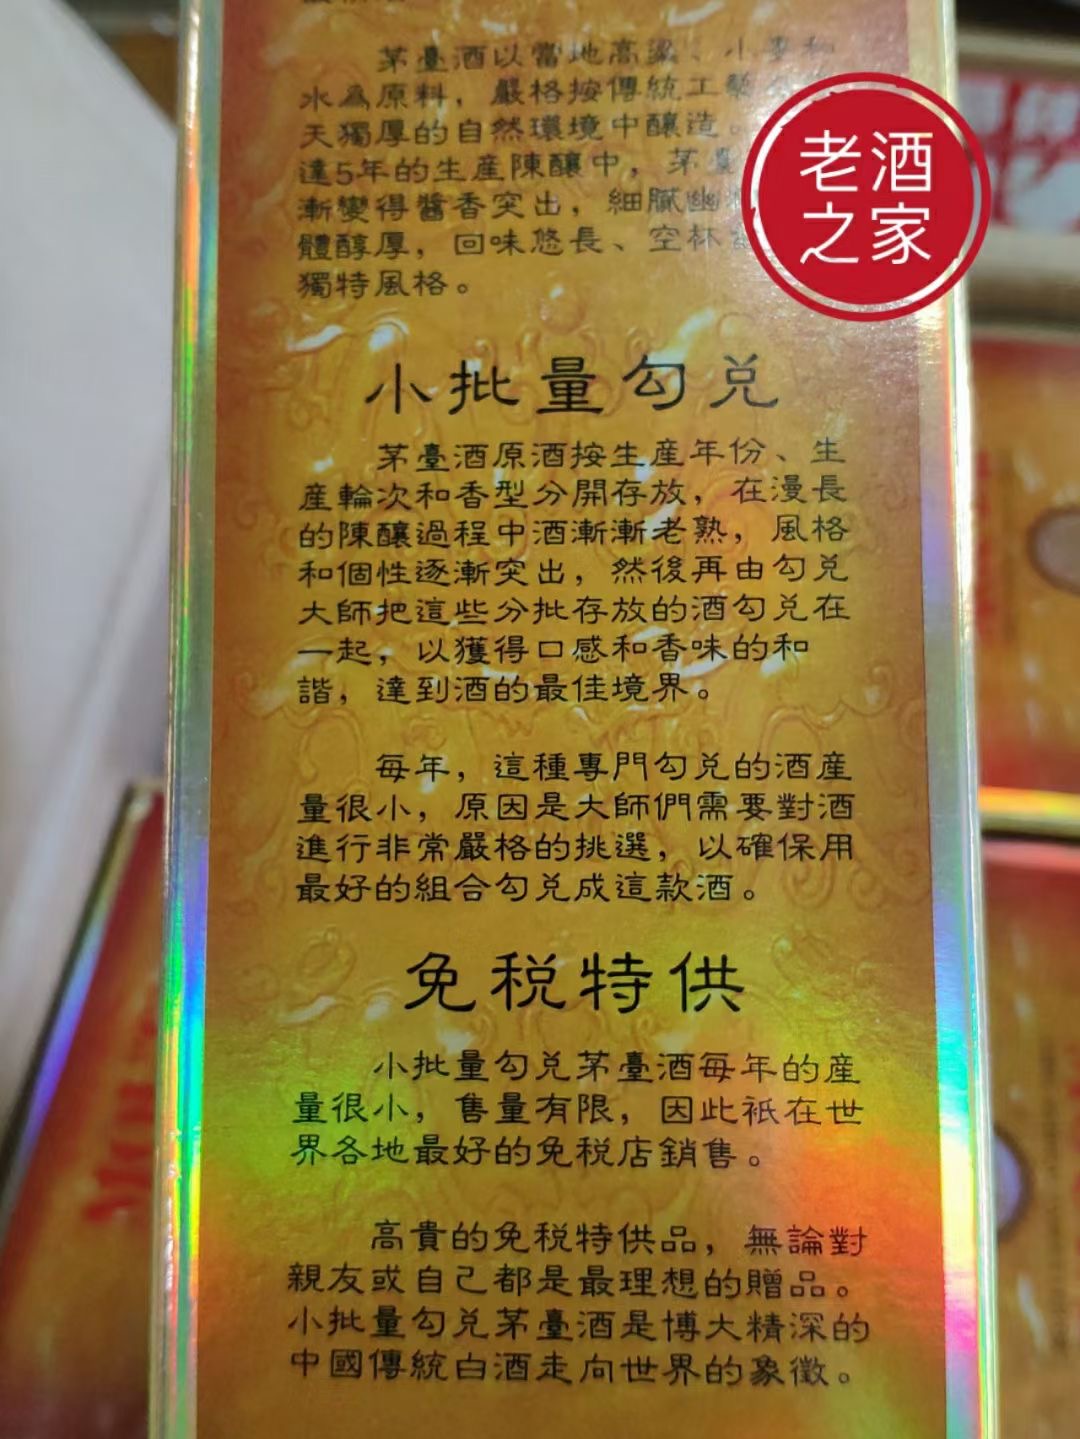 茅臺酒以當地高粱、小麥和
水爲原料，嚴格按傳統工藝
天獨厚的自然環境中釀造。
達5年的生産陳釀中，茅臺
漸變得醬香突出，細膩幽
體醇厚，回味悠長、空杯
獨特風格。
老酒
之家
小批量勾兑
茅臺酒原酒按生産年份、生
産輪次和香型分開存放，在漫長
的陳釀過程中酒漸漸老熟，風格
和個性逐漸突出，然後再由勾兑
大師把這些分批存放的酒勾兑在
一起，以獲得口感和香味的和
諧，達到酒的最佳境界。
每年，這種專門勾兑的酒産
量很小，原因是大師們需要對酒
進行非常嚴格的挑選，以確保用
最好的組合勾兑成這款酒。
免税特供
小批量勾兑茅臺酒每年的産
量很小，售量有限，因此衹在世
界各地最好的免税店銷售。
高貴的免税特供品，無論對
親友或自己都是最理想的贈品。
小批量勾兑茅臺酒是博大精深的
中國傳統白酒走向世界的象徵。